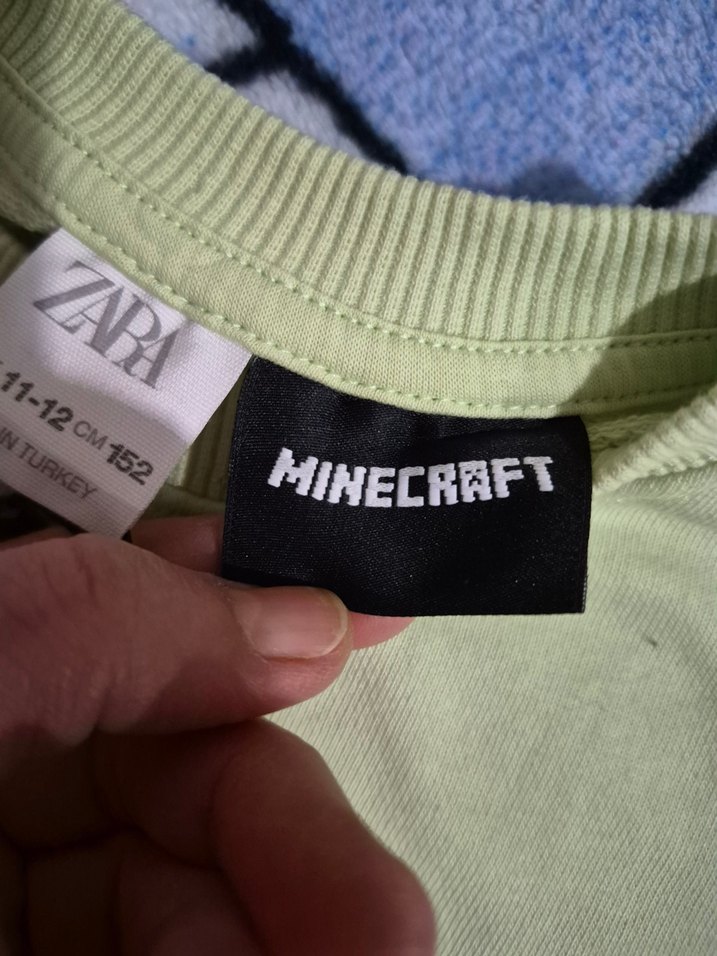 ZARA
11-12 CM 152
IN TURKEY
MINECRAFT